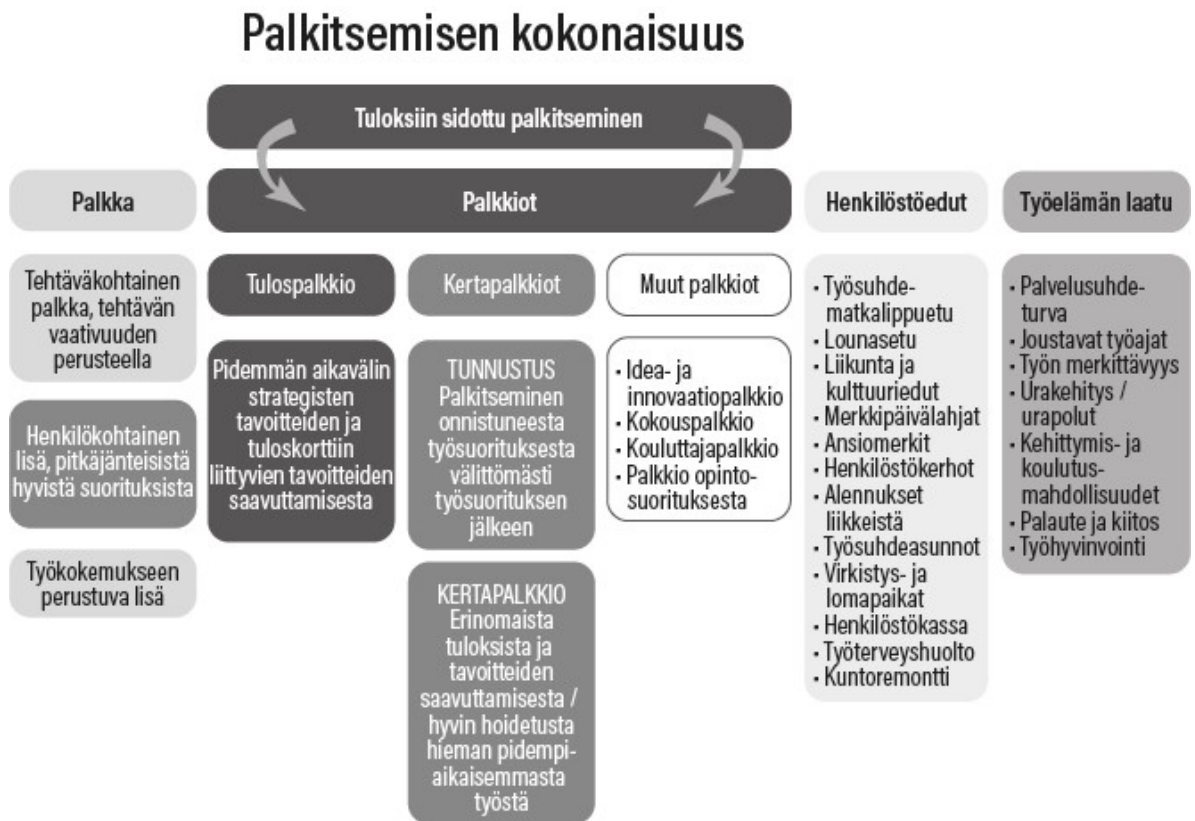 Palkitsemisen kokonaisuus
Tuloksiin sidottu palkitseminen
Palkka
Palkkiot
Henkilöstöedut
Työelämän laatu
Tehtäväkohtainen
palkka, tehtävän
vaativuuden
perusteella
Henkilökohtainen
lisä, pitkäjänteisistä
hyvistä suorituksista
Työkokemukseen
perustuva lisä
Tulospalkkio
Pidemmän aikavälin
strategisten
tavoitteiden ja
tuloskorttiin
liittyvien tavoitteiden
saavuttamisesta
Kertapalkkiot
TUNNUSTUS
Palkitseminen
onnistuneesta
työsuorituksesta
välittömästi
työsuorituksen
jälkeen
KERTAPALKKIO
Erinomaista
tuloksista ja
tavoitteiden
saavuttamisesta /
hyvin hoidetusta
hieman pidempi-
aikaisemmasta
työstä
Muut palkkiot
• Idea- ja
innovaatiopalkkio
• Kokouspalkkio
• Kouluttajapalkkio
• Palkkio opinto-
suorituksesta
• Työsuhde-
matkalippuetu
• Lounasetu
• Liikunta ja
kulttuuriedut
• Merkkipäivälahjat
• Ansiomerkit
• Henkilöstökerhot
• Alennukset
liikkeistä
• Työsuhdeasunnot
• Virkistys- ja
lomapaikat
• Henkilöstökassa
• Työterveyshuolto
• Kuntoremontti
• Palvelusuhde-
turva
• Joustavat työajat
• Työn merkittävyys
• Urakehitys /
urapolut
• Kehittymis- ja
koulutus-
mahdollisuudet
• Palaute ja kiitos
• Työhyvinvointi